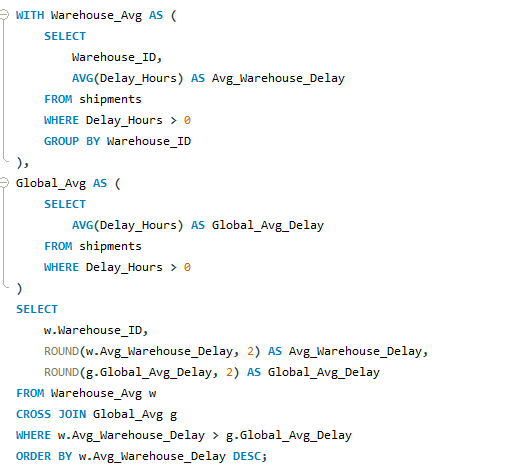 WITH Warehouse_Avg AS (
    SELECT
        Warehouse_ID,
        AVG(Delay_Hours) AS Avg_Warehouse_Delay
    FROM shipments
    WHERE Delay_Hours > 0
    GROUP BY Warehouse_ID
),
Global_Avg AS (
    SELECT
        AVG(Delay_Hours) AS Global_Avg_Delay
    FROM shipments
    WHERE Delay_Hours > 0
)
SELECT
    w.Warehouse_ID,
    ROUND(w.Avg_Warehouse_Delay, 2) AS Avg_Warehouse_Delay,
    ROUND(g.Global_Avg_Delay, 2) AS Global_Avg_Delay
FROM Warehouse_Avg w
CROSS JOIN Global_Avg g
WHERE w.Avg_Warehouse_Delay > g.Global_Avg_Delay
ORDER BY w.Avg_Warehouse_Delay DESC;